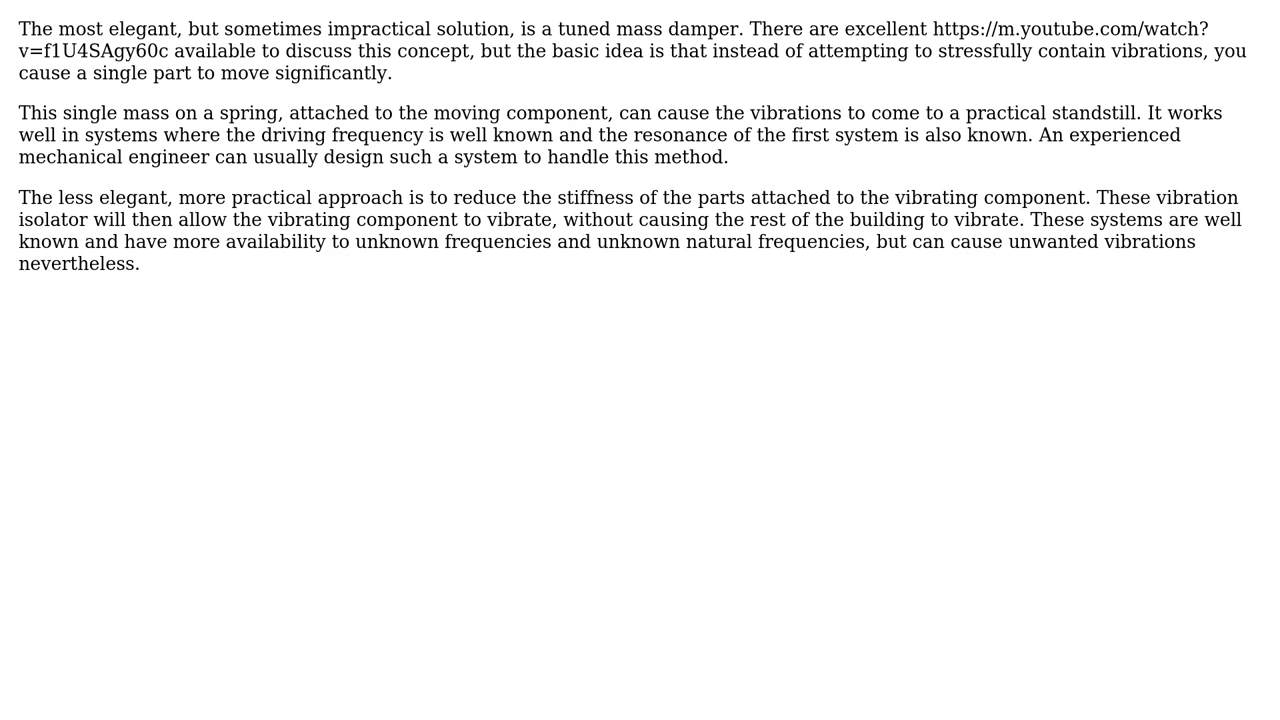 The most elegant, but sometimes impractical solution, is a tuned mass damper. There are excellent https://m.youtube.com/watch?
v=f1U4SAgy60c available to discuss this concept, but the basic idea is that instead of attempting to stressfully contain vibrations, you
cause a single part to move significantly.
This single mass on a spring, attached to the moving component, can cause the vibrations to come to a practical standstill. It works
well in systems where the driving frequency is well known and the resonance of the first system is also known. An experienced
mechanical engineer can usually design such a system to handle this method.
The less elegant, more practical approach is to reduce the stiffness of the parts attached to the vibrating component. These vibration
isolator will then allow the vibrating component to vibrate, without causing the rest of the building to vibrate. These systems are well
known and have more availability to unknown frequencies and unknown natural frequencies, but can cause unwanted vibrations
nevertheless.